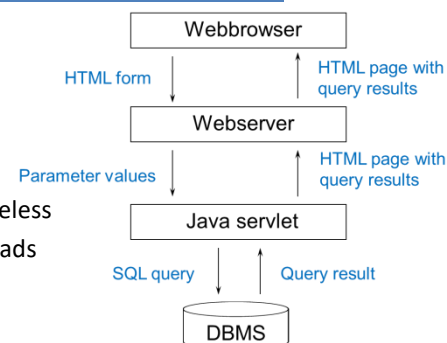 Webbrowser
HTML form
HTML page with
query results
Webserver
Parameter values
HTML page with
query results
eless
Java servlet
ads
SQL query
Query result
DBMS